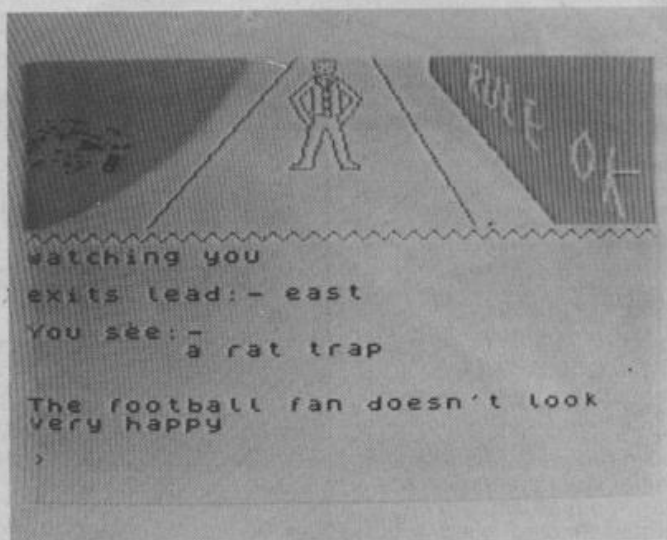 RULE OK
watching you
exits lead:- east
You see:-
a rat trap
The football fan doesn't look
very happy
>